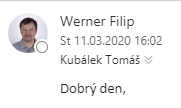 Werner Filip
St 11.03.2020 16:02
Kubálek Tomáš
Dobrý den,